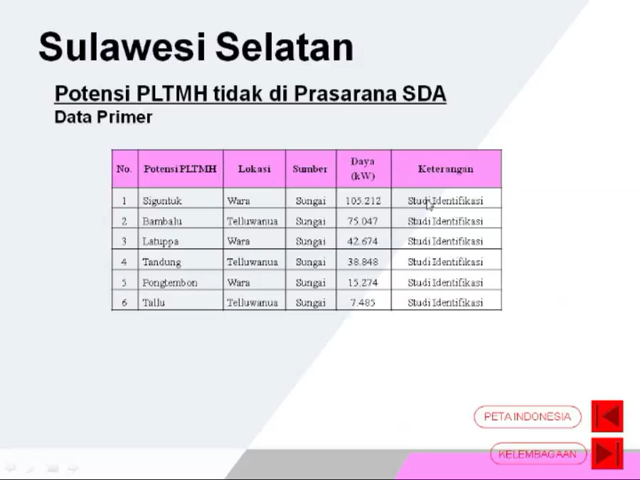 Sulawesi Selatan
Potensi PLTMH tidak di Prasarana SDA
Data Primer
No. Potensi PLTMH Lokasi Sumber Daya (kW) Keterangan
1 Siguntuk Wara Sungai 105.212 Studi Identifikasi
2 Bambalu Telluwanua Sungai 75.047 Studi Identifikasi
3 Latuppa Wara Sungai 42.674 Studi Identifikasi
4 Tandung Telluwanua Sungai 38.848 Studi Identifikasi
5 Pongtembon Wara Sungai 15.274 Studi Identifikasi
6 Tallu Telluwanua Sungai 7.485 Studi Identifikasi
PETA INDONESIA
KELEMBAGAAN